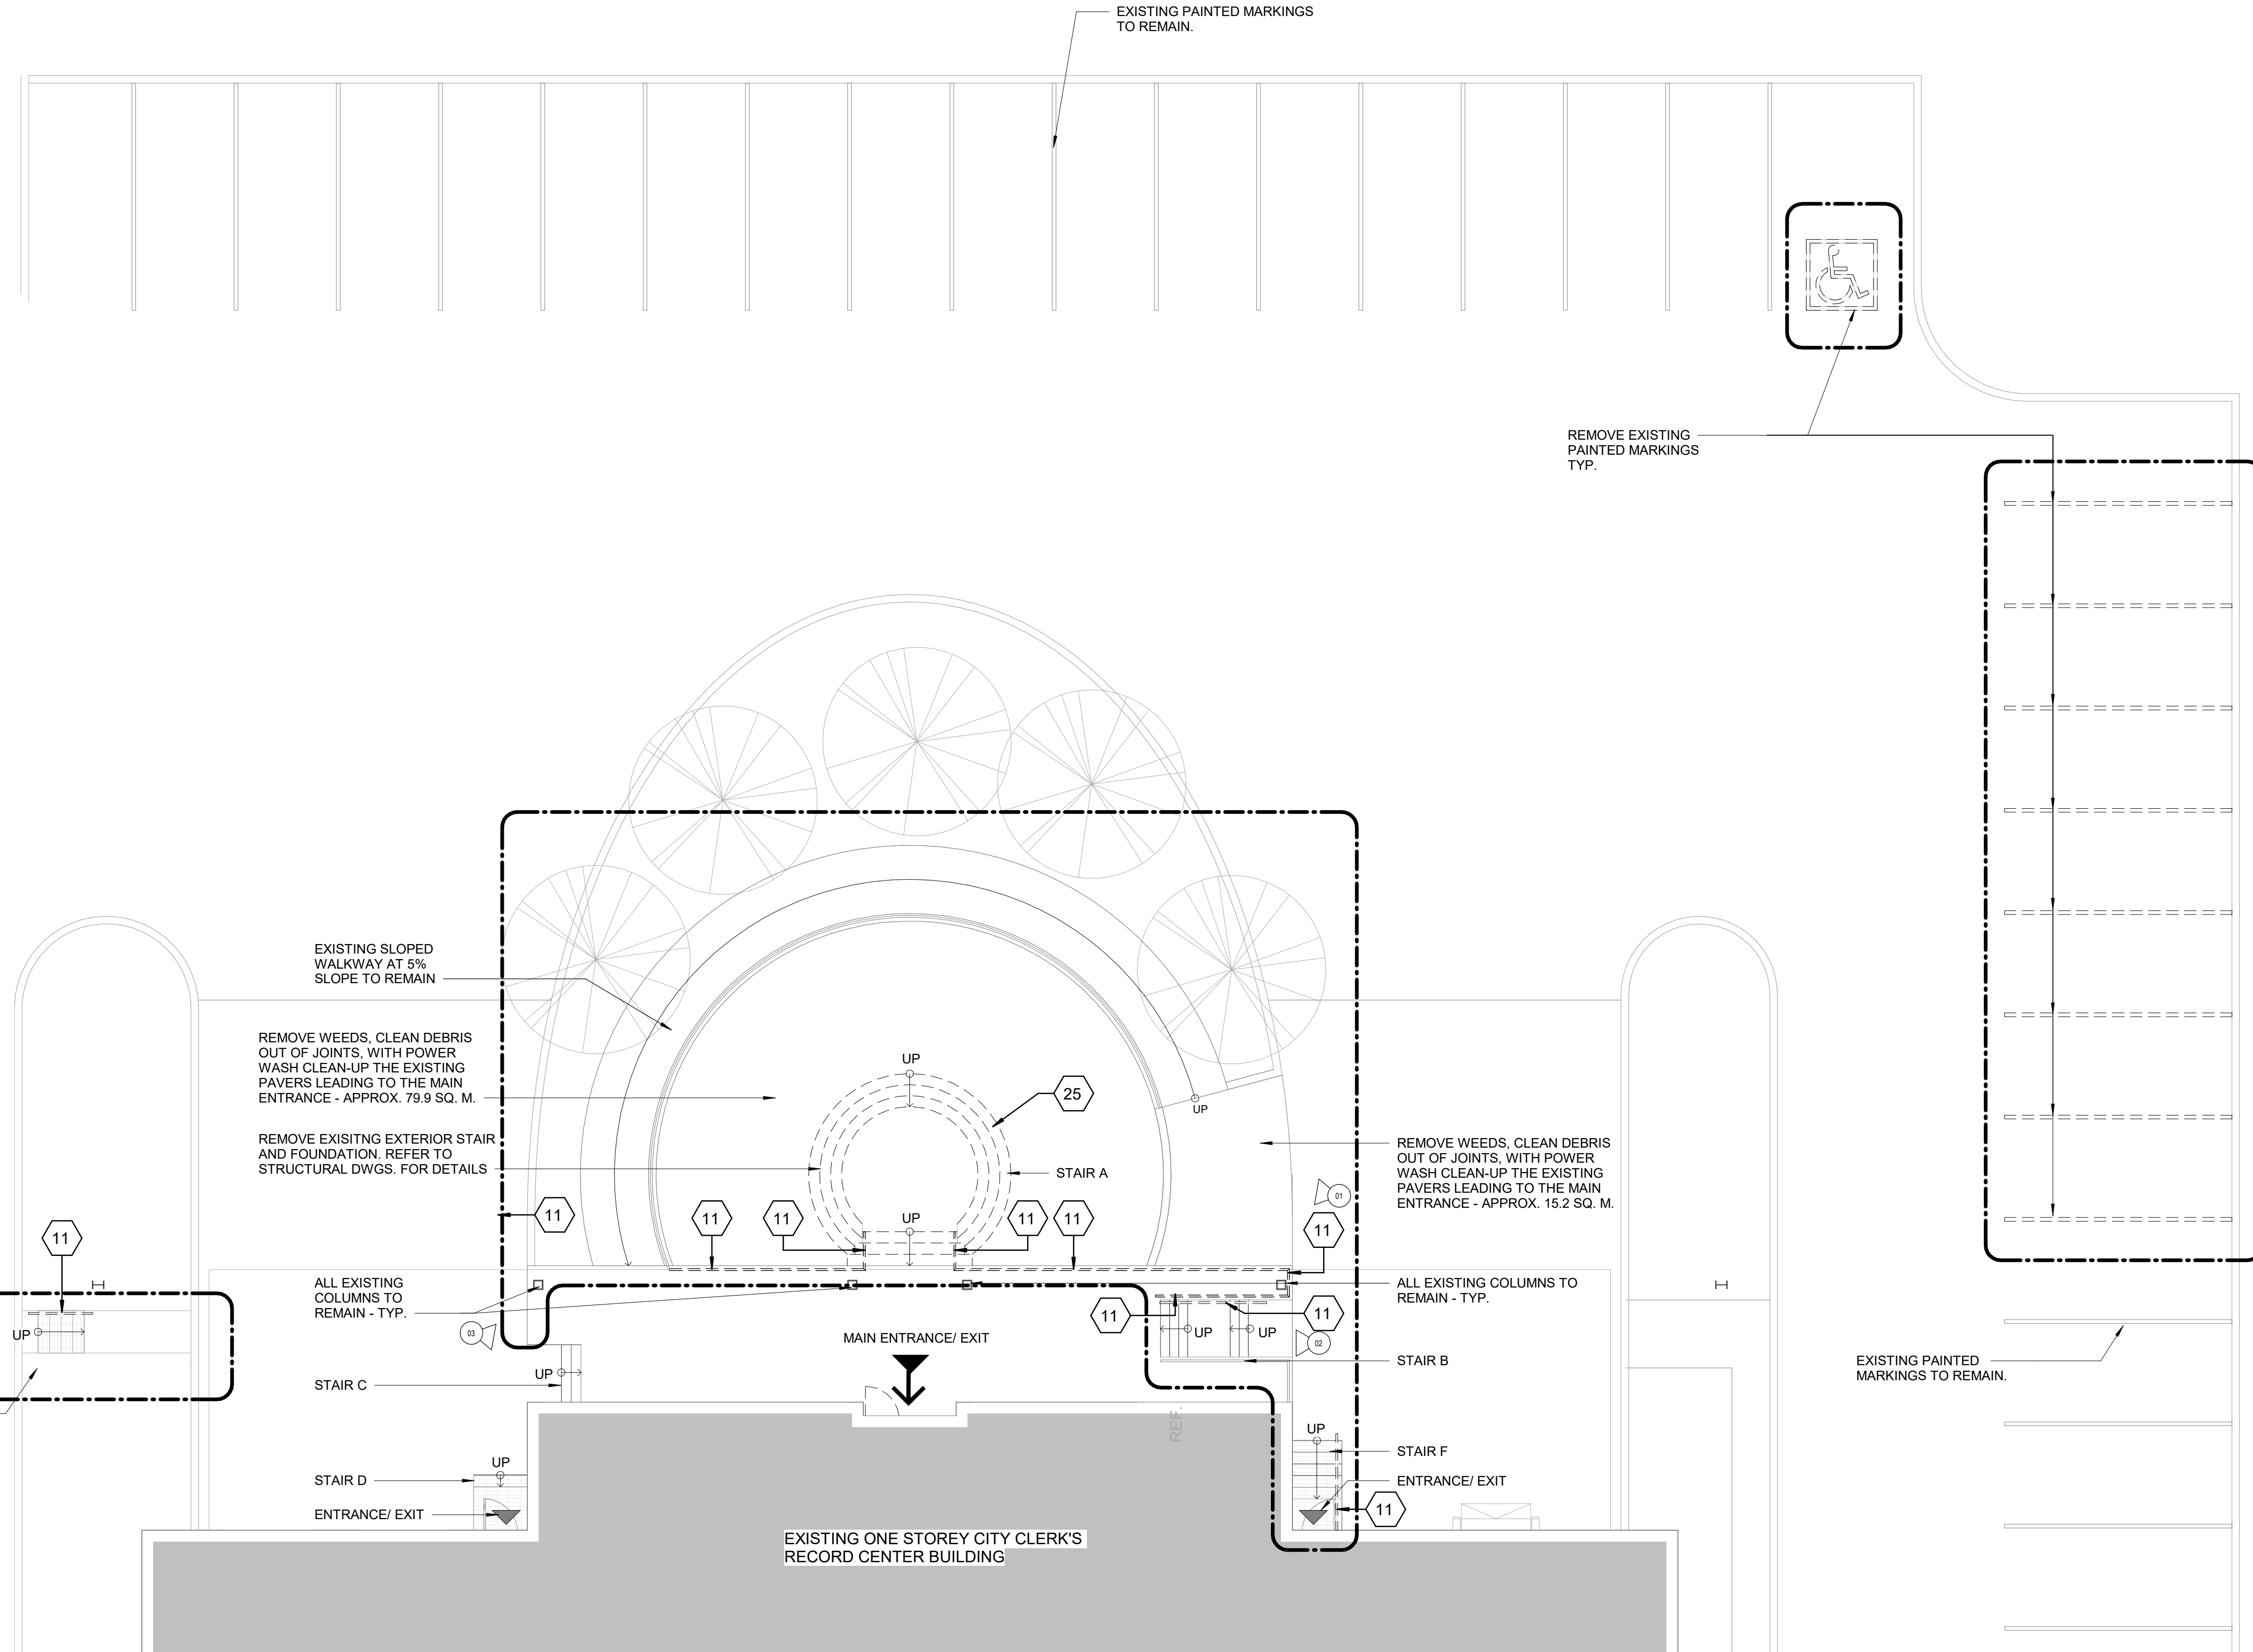 EXISTING PAINTED MARKINGS
TO REMAIN.
REMOVE EXISTING
PAINTED MARKINGS
TYP.
EXISTING SLOPED
WALKWAY AT 5%
SLOPE TO REMAIN
REMOVE WEEDS, CLEAN DEBRIS
OUT OF JOINTS, WITH POWER
WASH CLEAN-UP THE EXISTING
PAVERS LEADING TO THE MAIN
ENTRANCE - APPROX. 79.9 SQ. M.
UP
25
UP
REMOVE EXISITNG EXTERIOR STAIR
AND FOUNDATION. REFER TO
STRUCTURAL DWGS. FOR DETAILS
STAIR A
REMOVE WEEDS, CLEAN DEBRIS
OUT OF JOINTS, WITH POWER
WASH CLEAN-UP THE EXISTING
PAVERS LEADING TO THE MAIN
ENTRANCE - APPROX. 15.2 SQ. M.
01
11
11
11
11
UP
11
11
11
11
ALL EXISTING
COLUMNS TO
REMAIN - TYP.
ALL EXISTING COLUMNS TO
REMAIN - TYP.
11
11
UP
03
MAIN ENTRANCE/ EXIT
UP
UP
02
STAIR B
EXISTING PAINTED
MARKINGS TO REMAIN.
UP
STAIR C
REF.
UP
STAIR F
UP
STAIR D
ENTRANCE/ EXIT
ENTRANCE/ EXIT
11
EXISTING ONE STOREY CITY CLERK'S
RECORD CENTER BUILDING